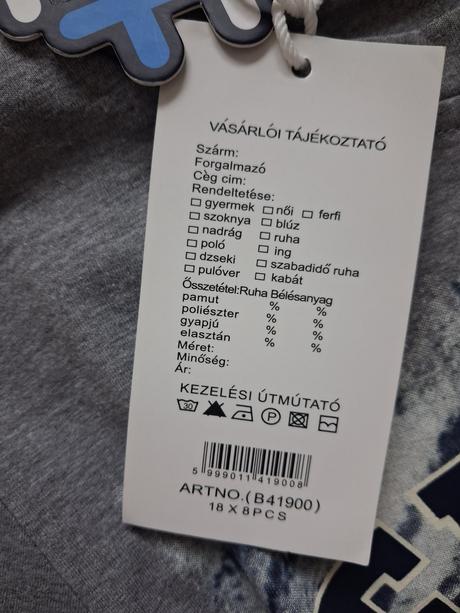 VÁSÁRLÓI TÁJÉKOZTATÓ
Szárm:
Forgalmazó
Cèg cim:
Rendeltetése:
☐ gyermek ☐ női ☐ ferfi
☐ szoknya ☐ blúz
☐ nadrág ☐ ruha
☐ poló ☐ ing
☐ dzseki ☐ szabadidő ruha
☐ pulóver ☐ kabát
Ősszetétel:Ruha Bélésanyag
pamut % %
poliészter % %
gyapjú % %
elasztán % %
Méret:
Minőség:
Ár:
KEZELÉSI ÚTMUTATÓ
30 P
5 999011 419008
ARTNO.(B41900)
18 X 8PCS